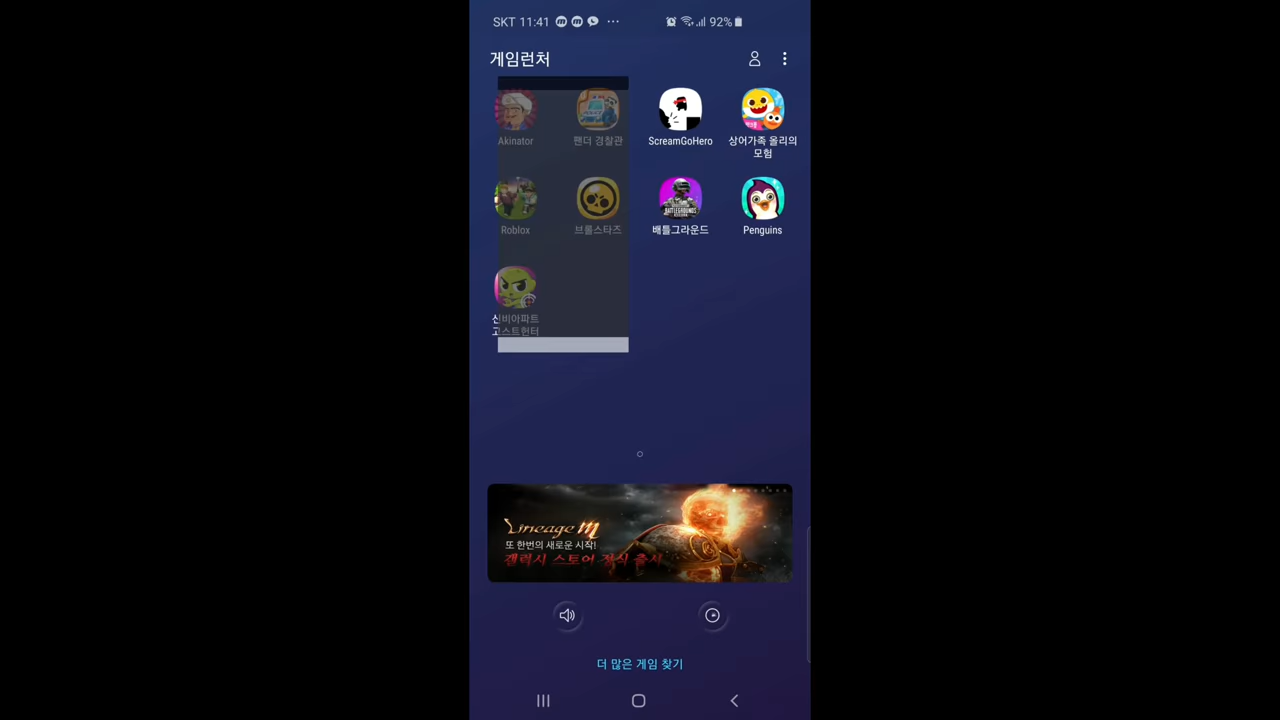 SKT 11:41
92%
게임런처
Akinator
팬더 경찰관
ScreamGoHero
상어가족 올리의
모험
Roblox
브롤스타즈
BATTLEGROUNDS
배틀그라운드
Penguins
신비아파트
고스트헌터
Lineage M
또 한번의 새로운 시작!
갤럭시 스토어 정식 출시
더 많은 게임 찾기